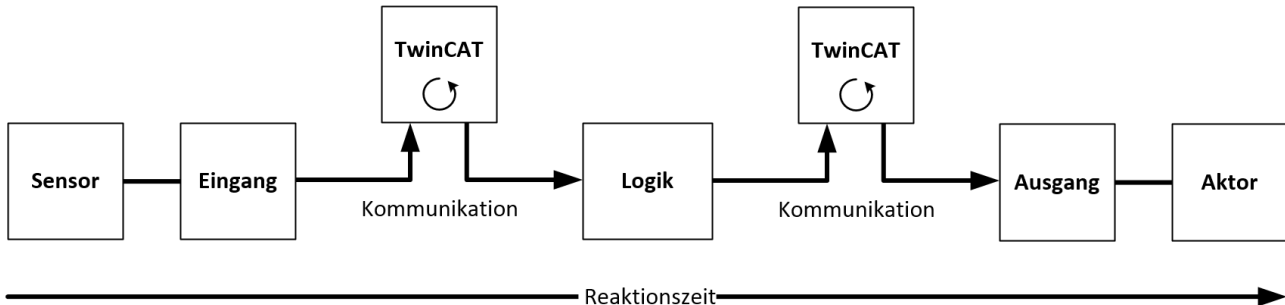 TwinCAT
TwinCAT
Sensor
Eingang
Kommunikation
Logik
Kommunikation
Ausgang
Aktor
Reaktionszeit